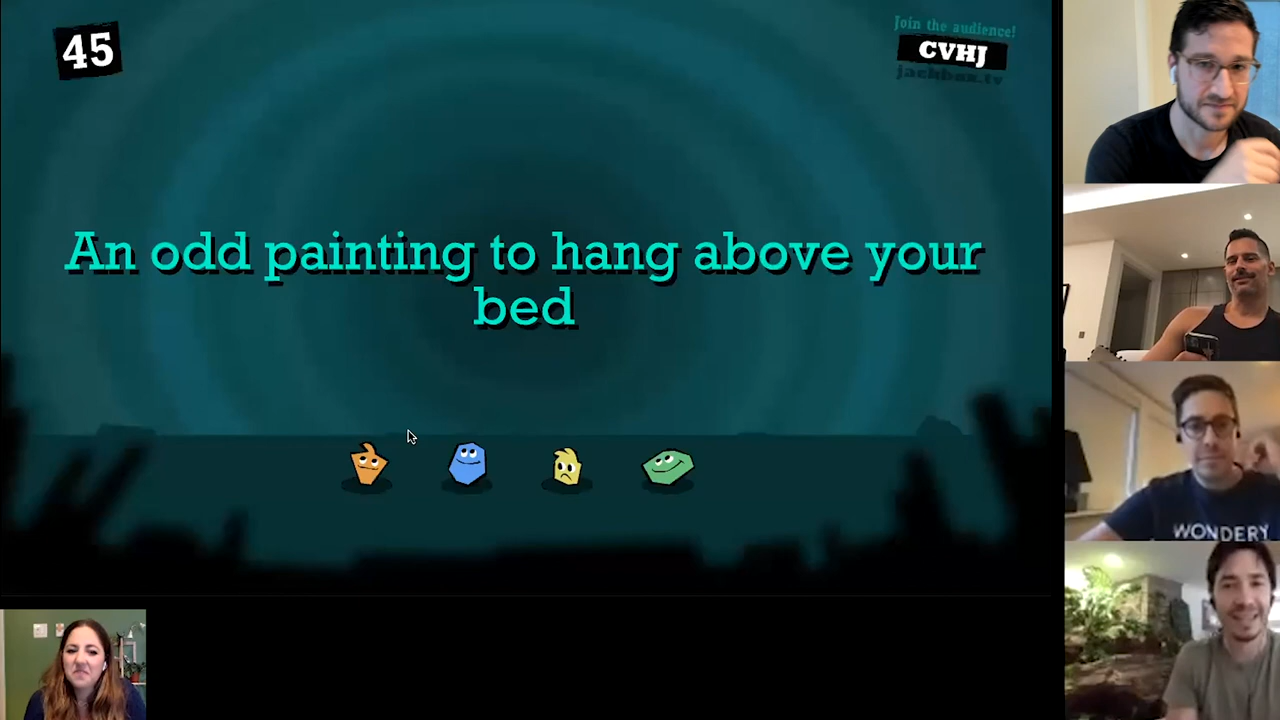 45
Join the audience!
CVHJ
jackbox.tv
An odd painting to hang above your
bed
WONDERY